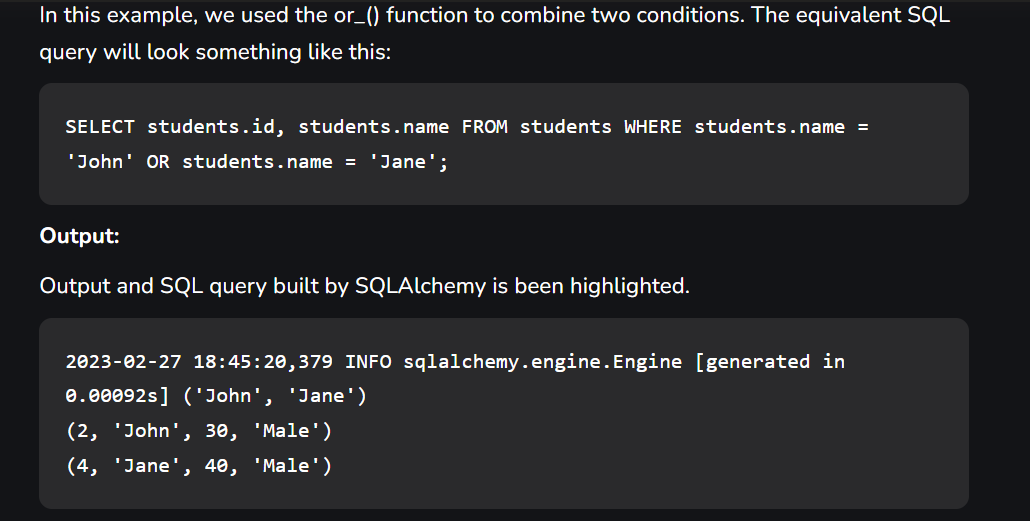 In this example, we used the or_() function to combine two conditions. The equivalent SQL
query will look something like this:
SELECT students.id, students.name FROM students WHERE students.name =
'John' OR students.name = 'Jane';
Output:
Output and SQL query built by SQLAlchemy is been highlighted.
2023-02-27 18:45:20,379 INFO sqlalchemy.engine.Engine [generated in
0.00092s] ('John', 'Jane')
(2, 'John', 30, 'Male')
(4, 'Jane', 40, 'Male')